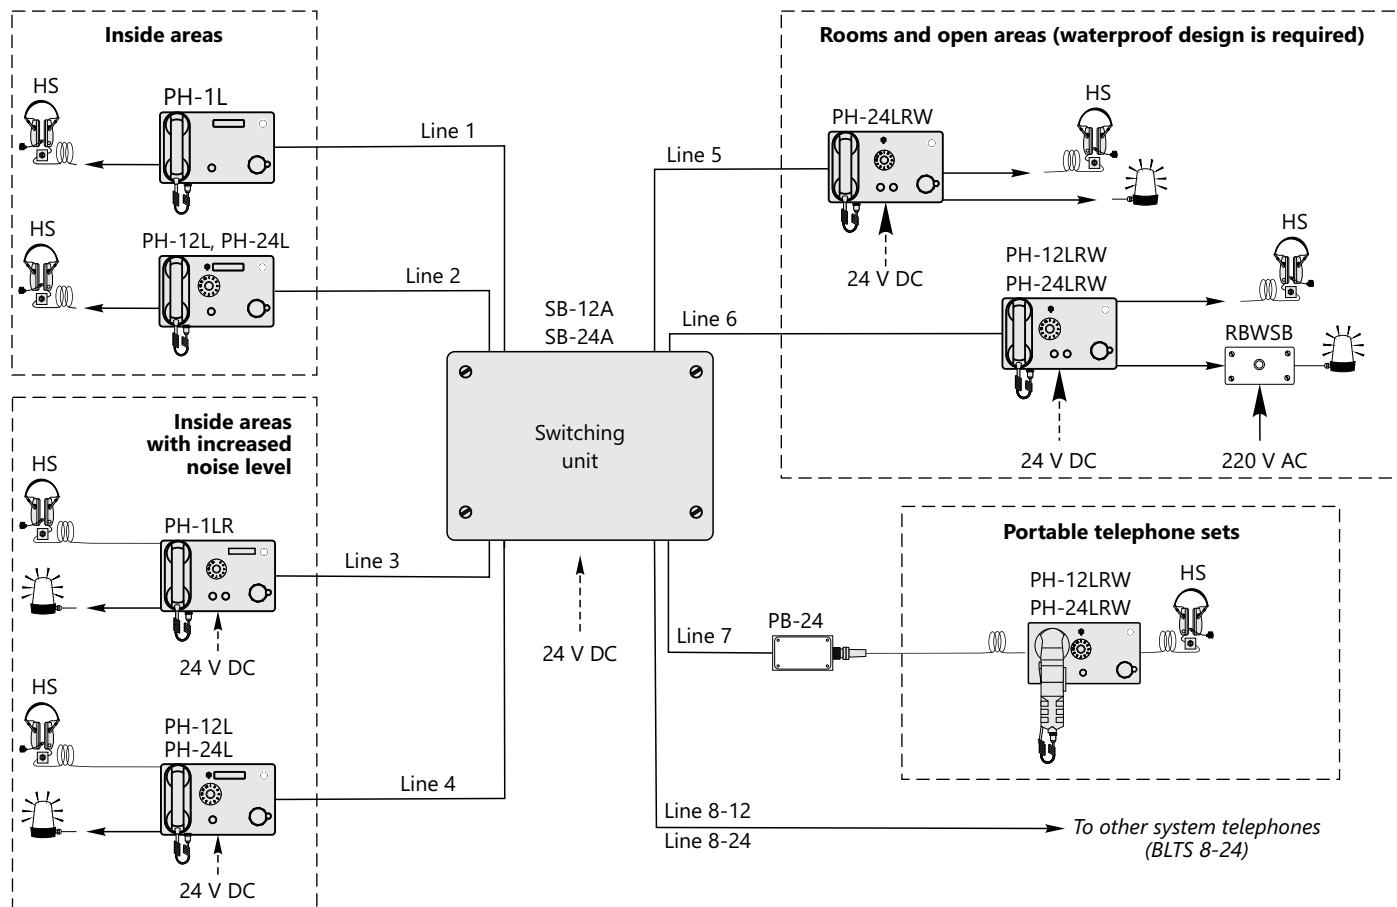 Inside areas
HS
PH-1L
Line 1
HS
PH-12L, PH-24L
Line 2
Inside areas
with increased
noise level
HS
PH-1LR
Line 3
24 V DC
HS
PH-12L
PH-24L
Line 4
24 V DC
SB-12A
SB-24A
Switching
unit
24 V DC
Rooms and open areas (waterproof design is required)
Line 5
PH-24LRW
HS
24 V DC
Line 6
PH-12LRW
PH-24LRW
HS
RBWSB
24 V DC
220 V AC
Portable telephone sets
Line 7
PB-24
PH-12LRW
PH-24LRW
HS
Line 8-12
Line 8-24
To other system telephones
(BLTS 8-24)